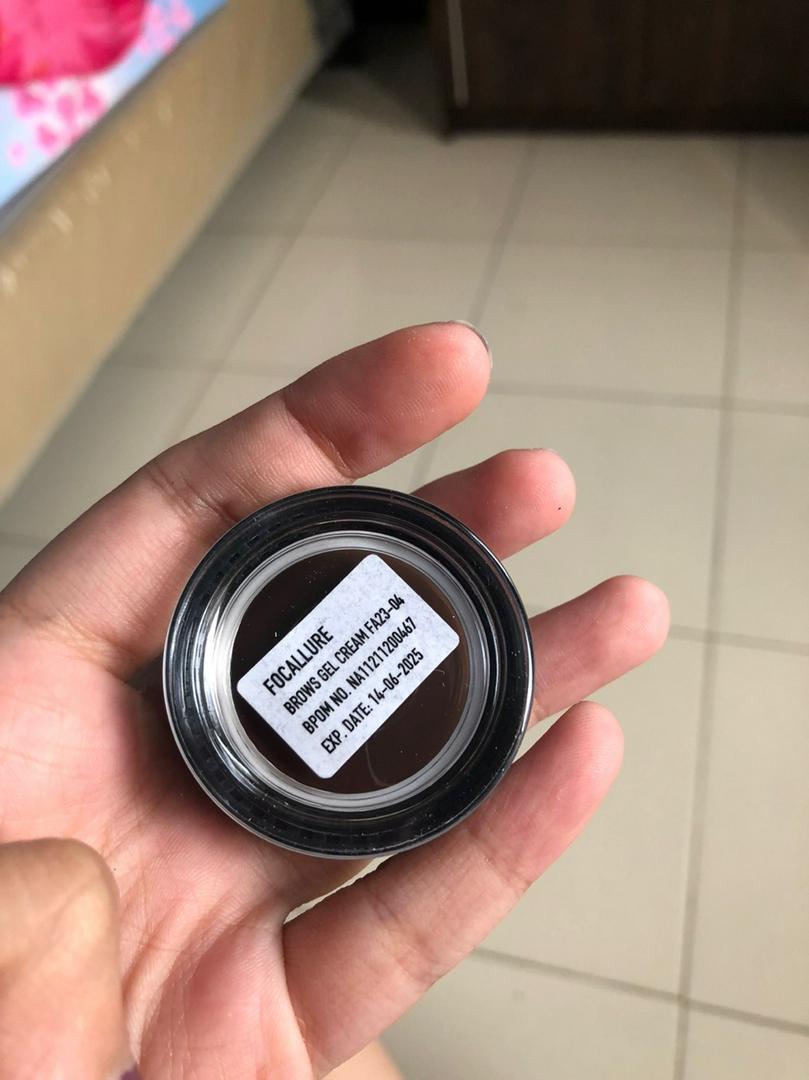 FOCALLURE
BROWS GEL CREAM FA23-04
BPOM NO. NA11211200467
EXP. DATE: 14-06-2025